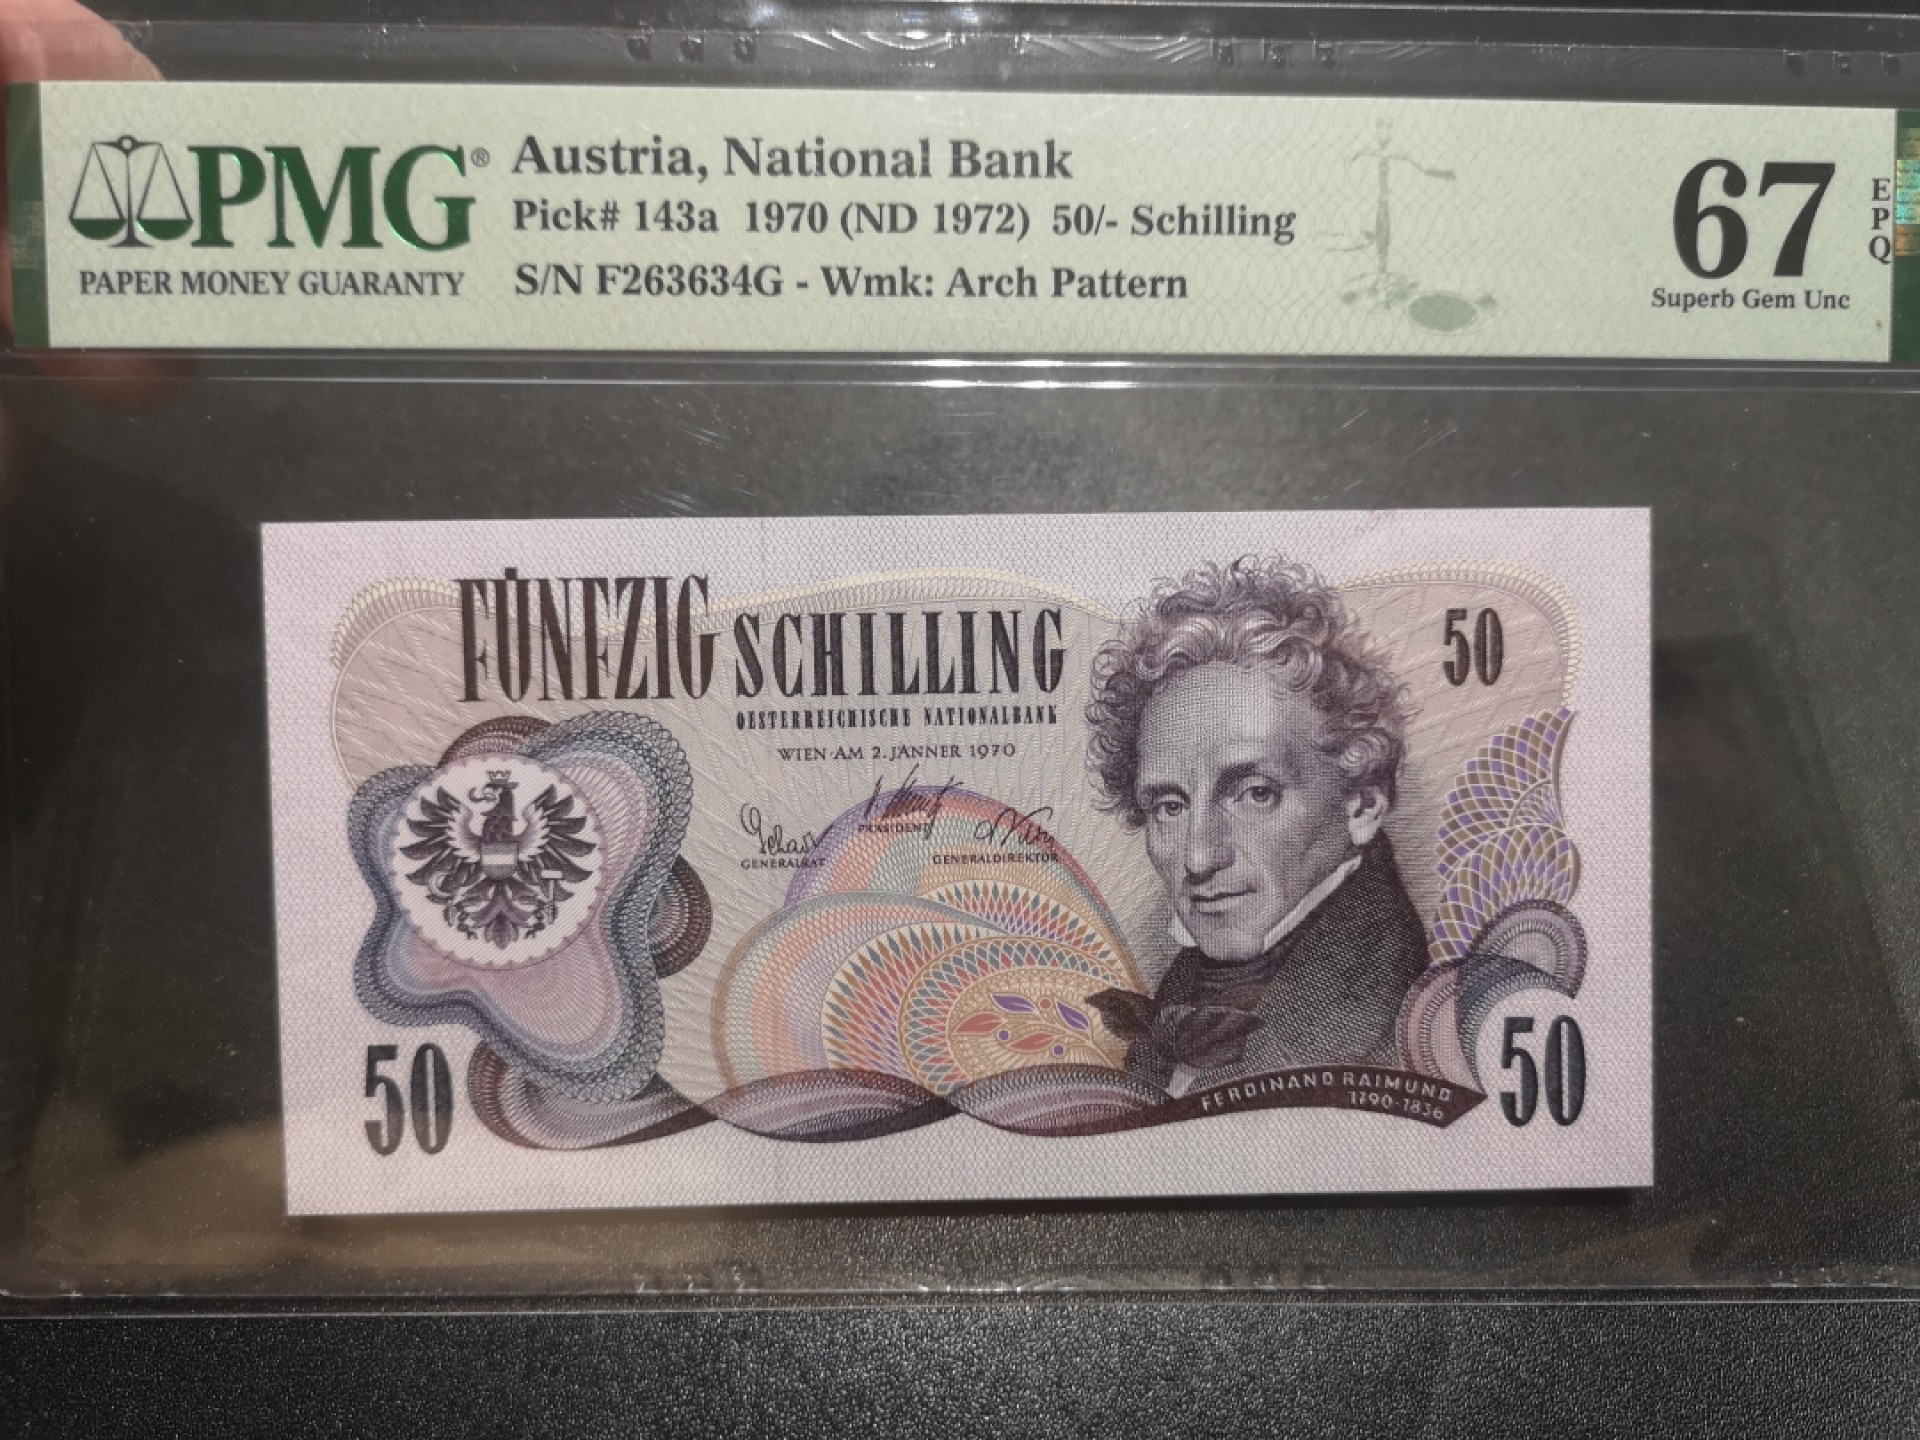 PMG®
PAPER MONEY GUARANTY
Austria, National Bank
Pick# 143a 1970 (ND 1972) 50/- Schilling
S/N F263634G - Wmk: Arch Pattern
67
EPQ
Superb Gem Unc
FÜNFZIG SCHILLING
OESTERREICHISCHE NATIONALBANK
WIEN·AM 2. JÄNNER 1970
PRÄSIDENT
GENERALRAT
GENERALDIREKTOR
50
50
FERDINAND RAIMUND
1790-1836
50